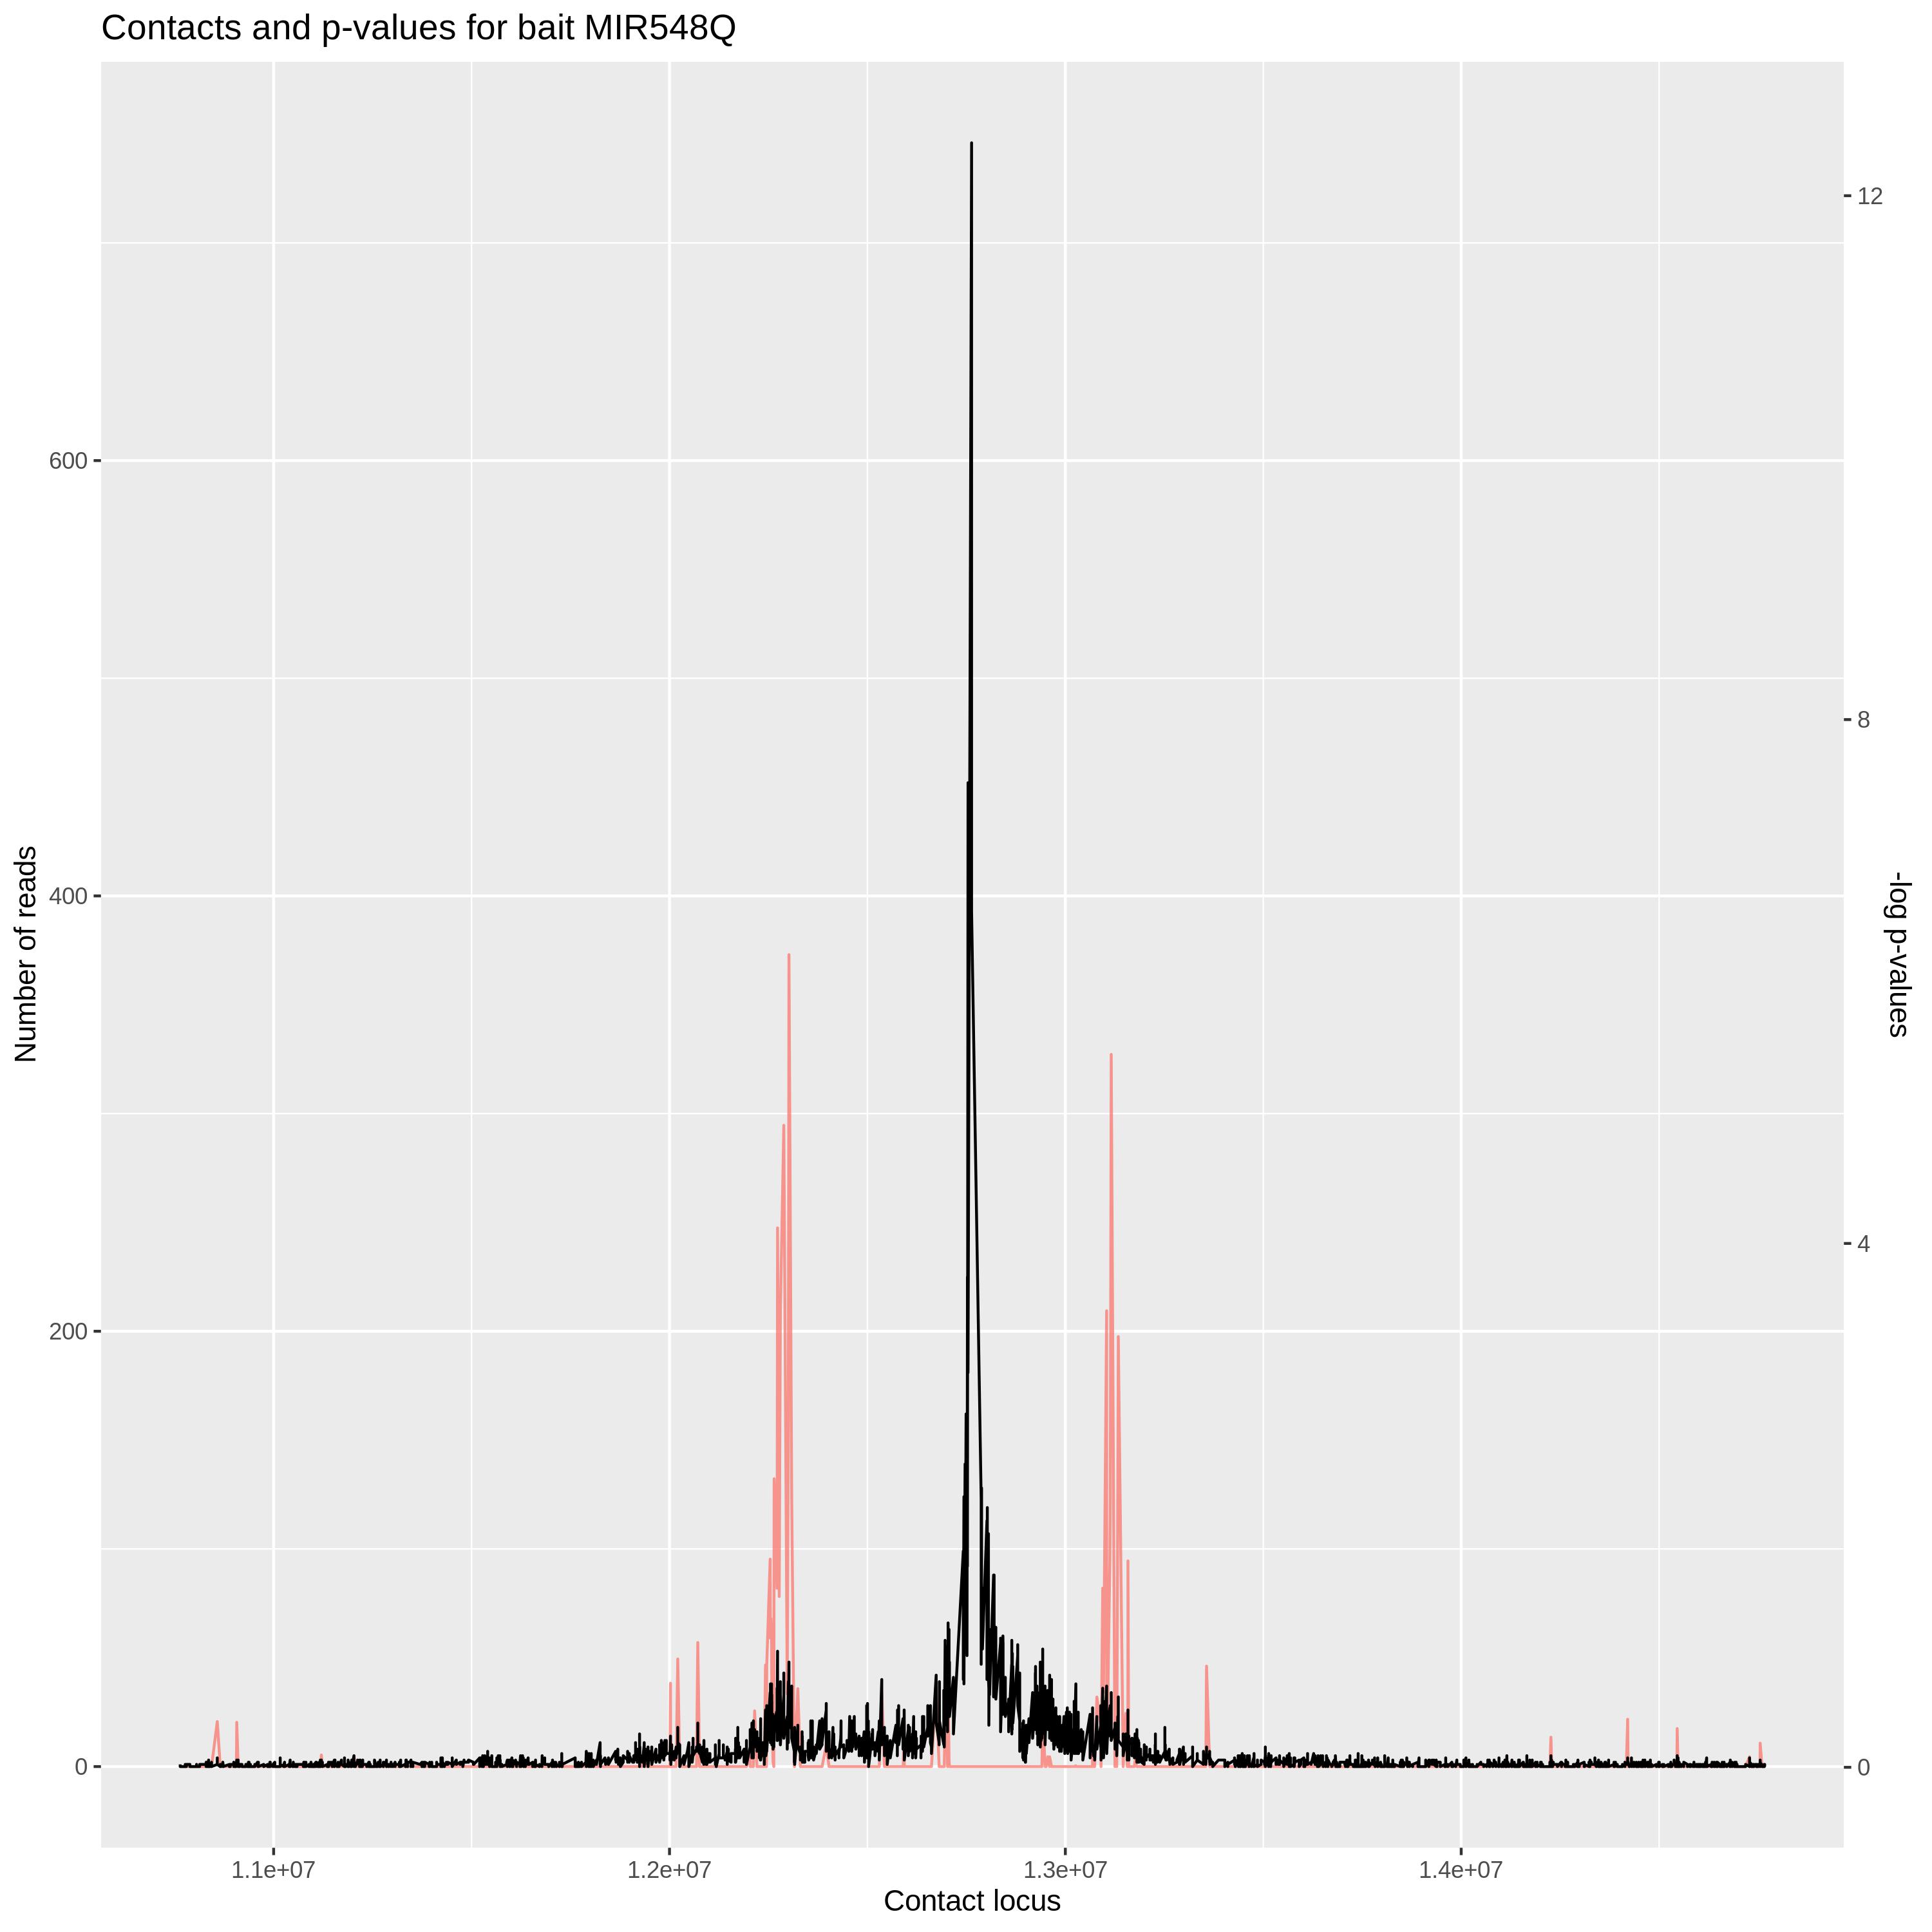 Contacts and p-values for bait MIR548Q
Number of reads
600
400
200
0
12
8
4
0
-log p-values
1.1e+07
1.2e+07
1.3e+07
1.4e+07
Contact locus